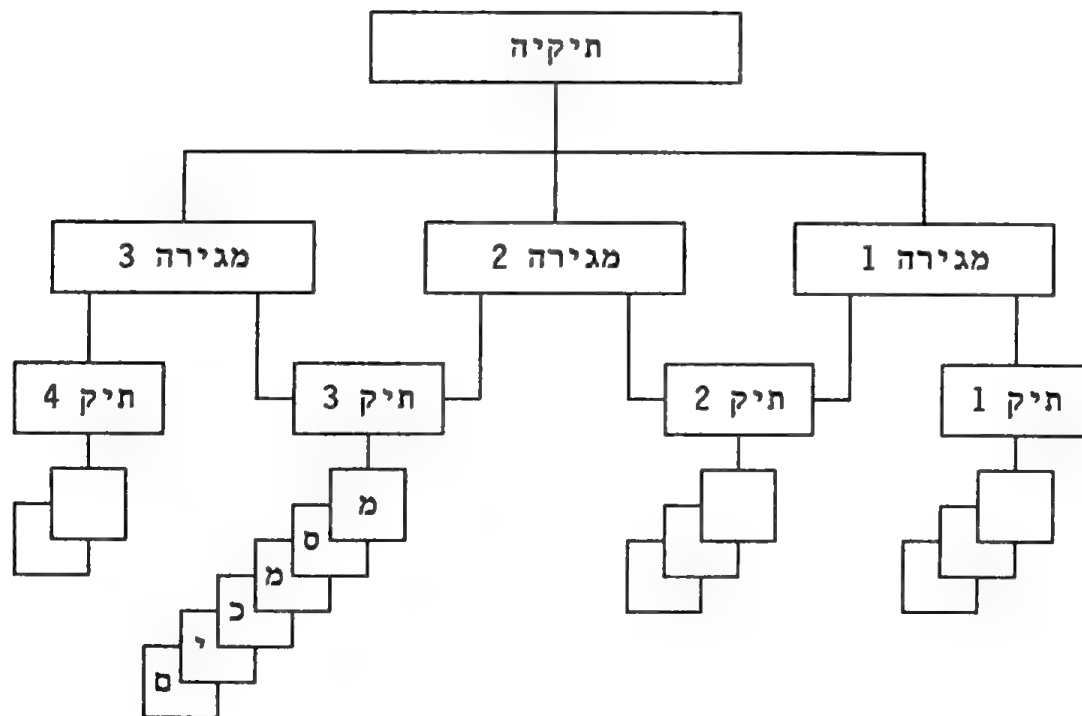 תיקיה
מגירה 1
מגירה 2
מגירה 3
תיק 1
תיק 2
תיק 3
תיק 4
מ
ס
מ
כ
י
ם